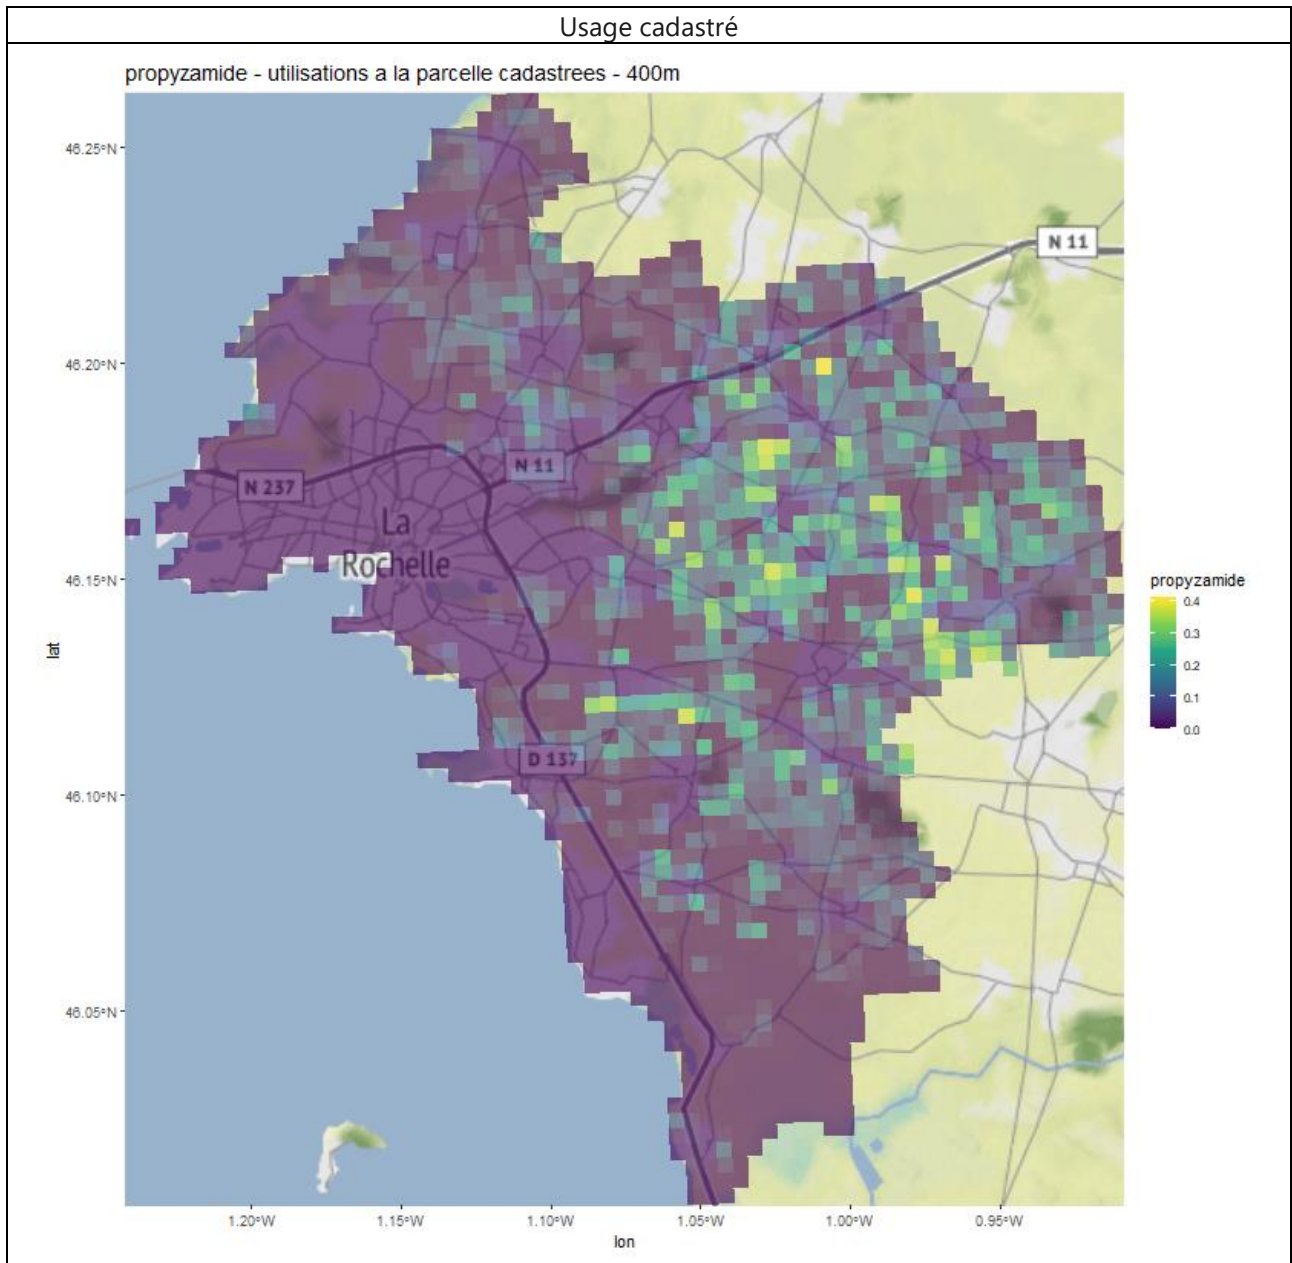 Usage cadastré
propyzamide - utilisations a la parcelle cadastrees - 400m
46.25°N
46.20°N
46.15°N
46.10°N
46.05°N
lat
N 11
N 11
N 237
La
Rochelle
D 137
propyzamide
0.4
0.3
0.2
0.1
0.0
1.20°W
1.15°W
1.10°W
1.05°W
1.00°W
0.95°W
lon